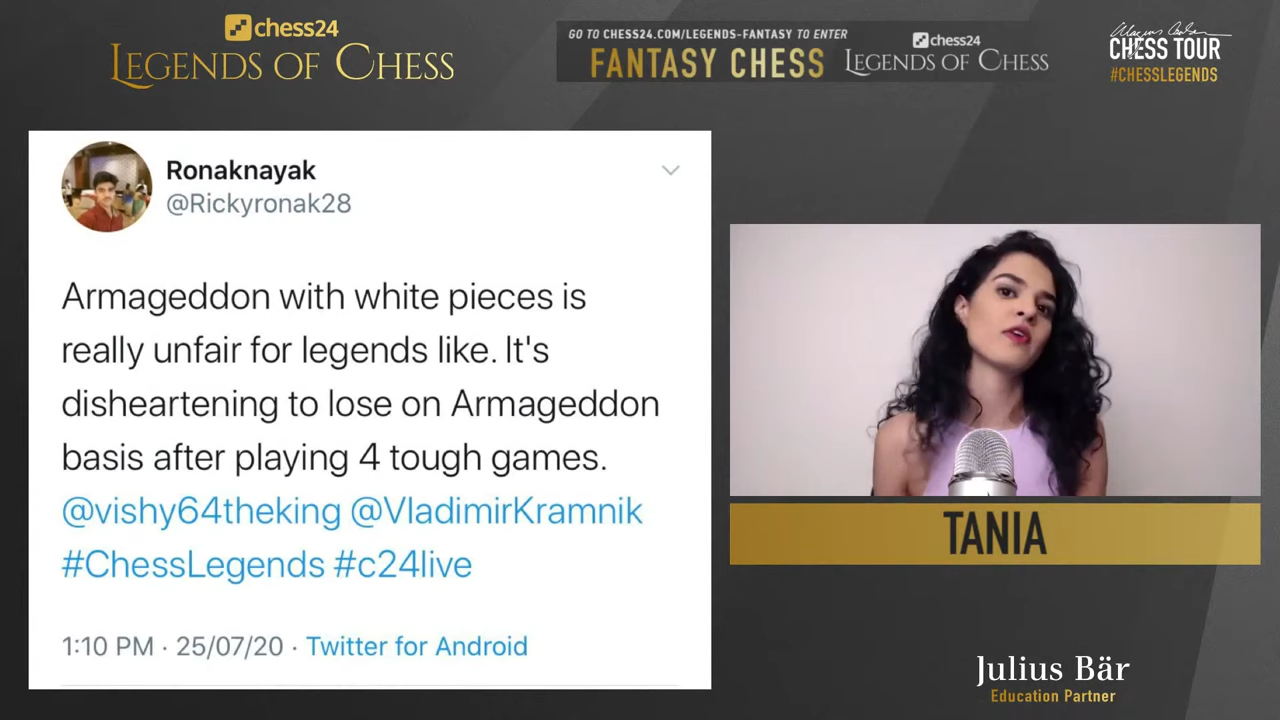 chess24
LEGENDS OF CHESS
GO TO CHESS24.COM/LEGENDS-FANTASY TO ENTER
FANTASY CHESS
chess24
LEGENDS OF CHESS
Magnus Carlsen
CHESS TOUR
#CHESSLEGENDS
Ronaknayak
@Rickyronak28
Armageddon with white pieces is
really unfair for legends like. It's
disheartening to lose on Armageddon
basis after playing 4 tough games.
@vishy64theking @VladimirKramnik
#ChessLegends #c24live
1:10 PM · 25/07/20 · Twitter for Android
TANIA
Julius Bär
Education Partner